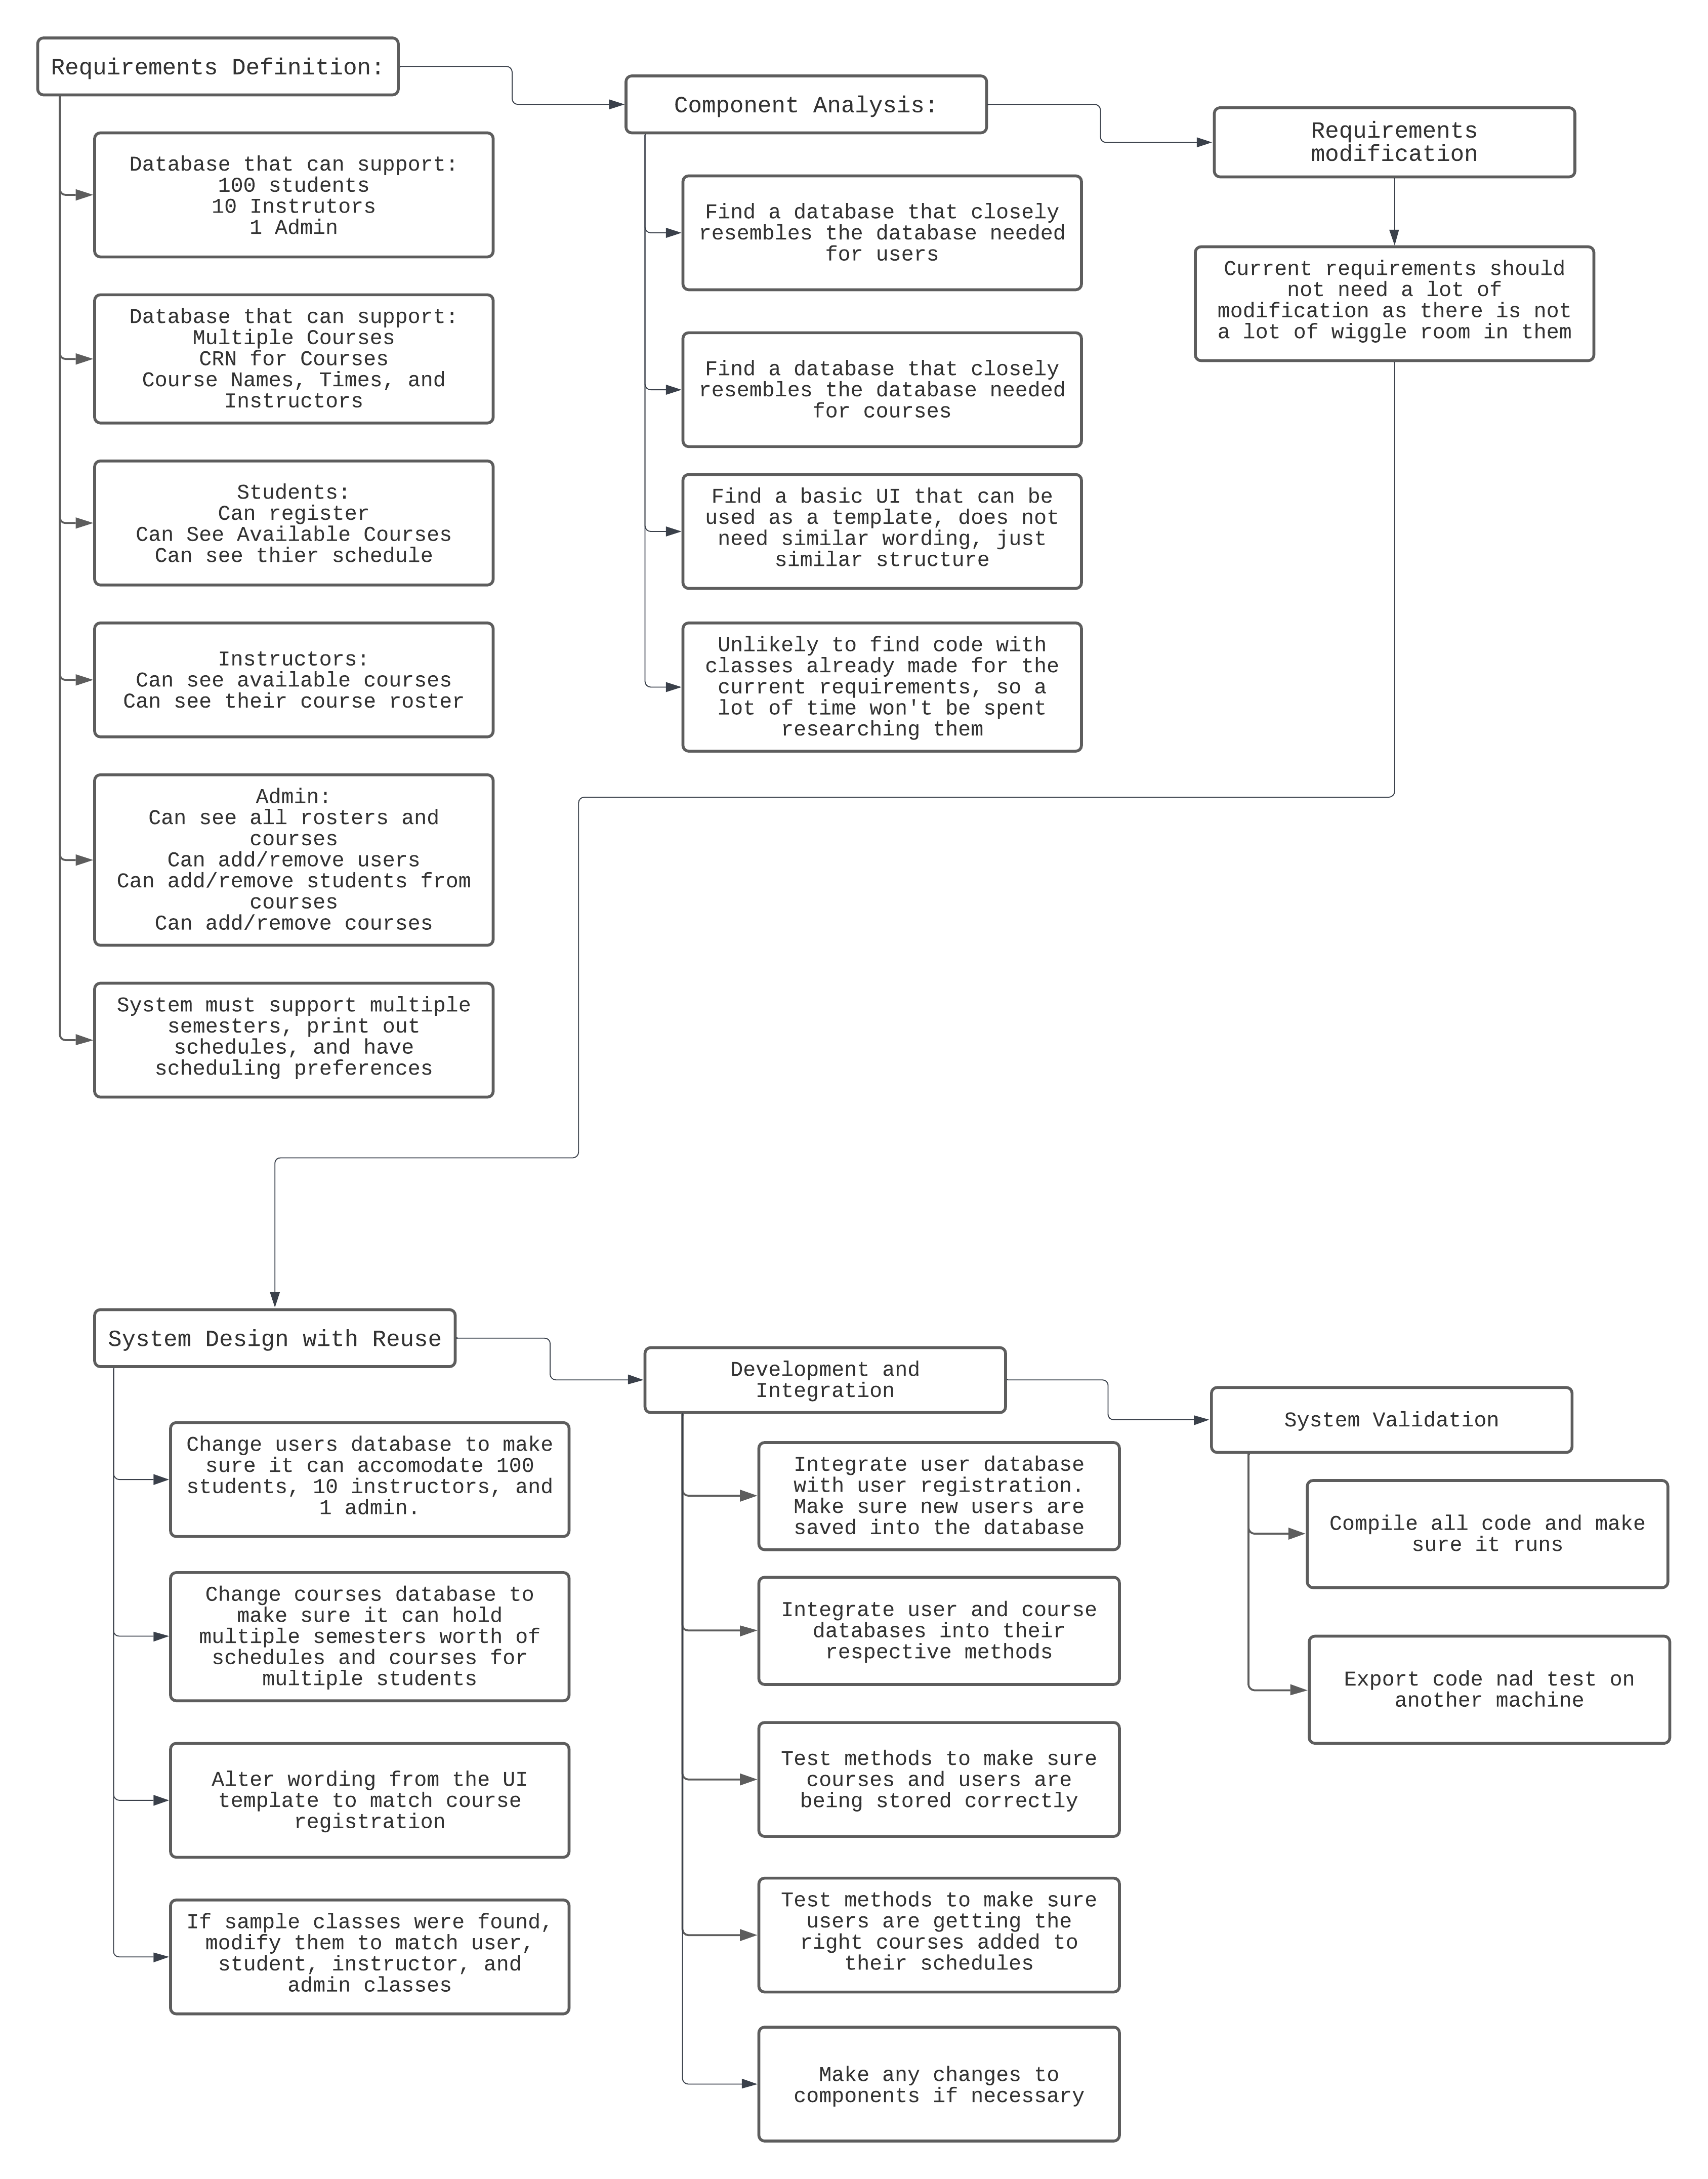 Requirements Definition:
Database that can support:
100 students
10 Instrutors
1 Admin
Database that can support:
Multiple Courses
CRN for Courses
Course Names, Times, and
Instructors
Students:
Can register
Can See Available Courses
Can see thier schedule
Instructors:
Can see available courses
Can see their course roster
Admin:
Can see all rosters and
courses
Can add/remove users
Can add/remove students from
courses
Can add/remove courses
System must support multiple
semesters, print out
schedules, and have
scheduling preferences
Component Analysis:
Find a database that closely
resembles the database needed
for users
Find a database that closely
resembles the database needed
for courses
Find a basic UI that can be
used as a template, does not
need similar wording, just
similar structure
Unlikely to find code with
classes already made for the
current requirements, so a
lot of time won't be spent
researching them
Requirements
modification
Current requirements should
not need a lot of
modification as there is not
a lot of wiggle room in them
System Design with Reuse
Change users database to make
sure it can accomodate 100
students, 10 instructors, and
1 admin.
Change courses database to
make sure it can hold
multiple semesters worth of
schedules and courses for
multiple students
Alter wording from the UI
template to match course
registration
If sample classes were found,
modify them to match user,
student, instructor, and
admin classes
Development and
Integration
Integrate user database
with user registration.
Make sure new users are
saved into the database
Integrate user and course
databases into their
respective methods
Test methods to make sure
courses and users are
being stored correctly
Test methods to make sure
users are getting the
right courses added to
their schedules
Make any changes to
components if necessary
System Validation
Compile all code and make
sure it runs
Export code nad test on
another machine